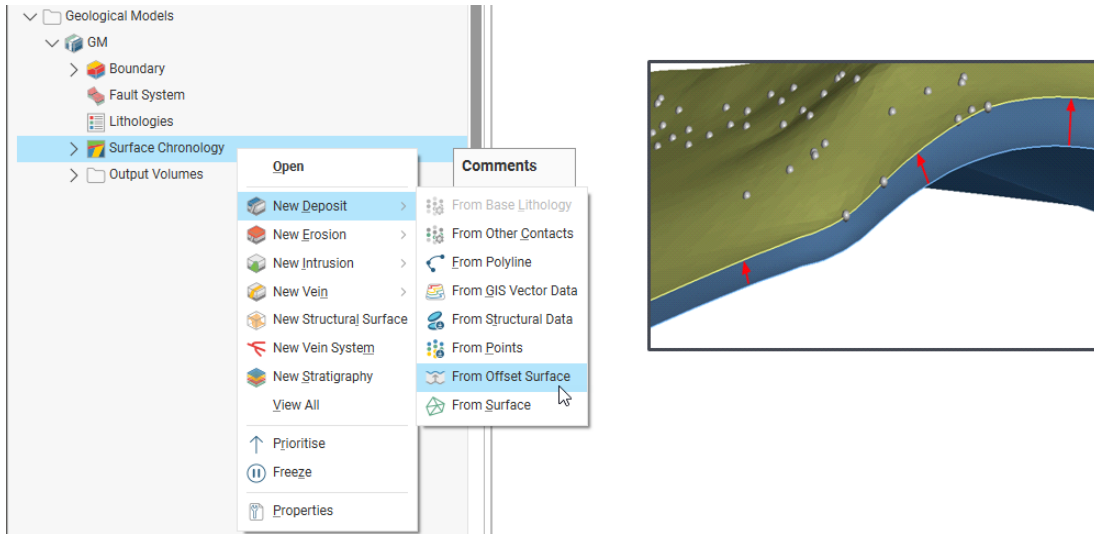 Geological Models
GM
Boundary
Fault System
Lithologies
Surface Chronology
Output Volumes
Open
New Deposit
New Erosion
New Intrusion
New Vein
New Structural Surface
New Vein System
New Stratigraphy
View All
Prioritise
Freeze
Properties
Comments
From Base Lithology
From Other Contacts
From Polyline
From GIS Vector Data
From Structural Data
From Points
From Offset Surface
From Surface